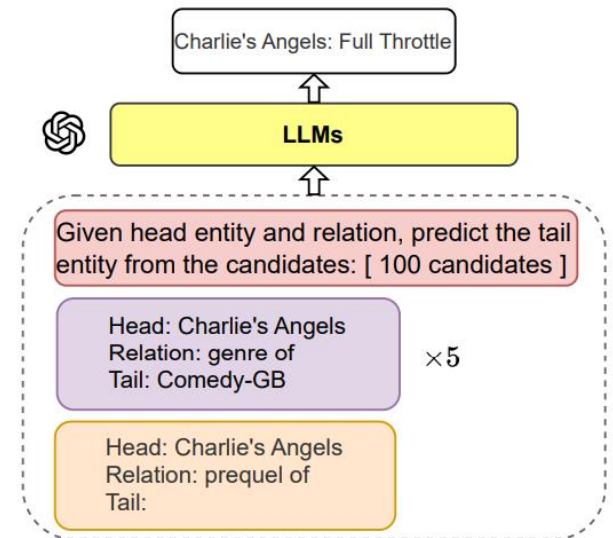 Charlie's Angels: Full Throttle
LLMs
Given head entity and relation, predict the tail
entity from the candidates: [ 100 candidates ]
Head: Charlie's Angels
Relation: genre of
Tail: Comedy-GB
×5
Head: Charlie's Angels
Relation: prequel of
Tail: